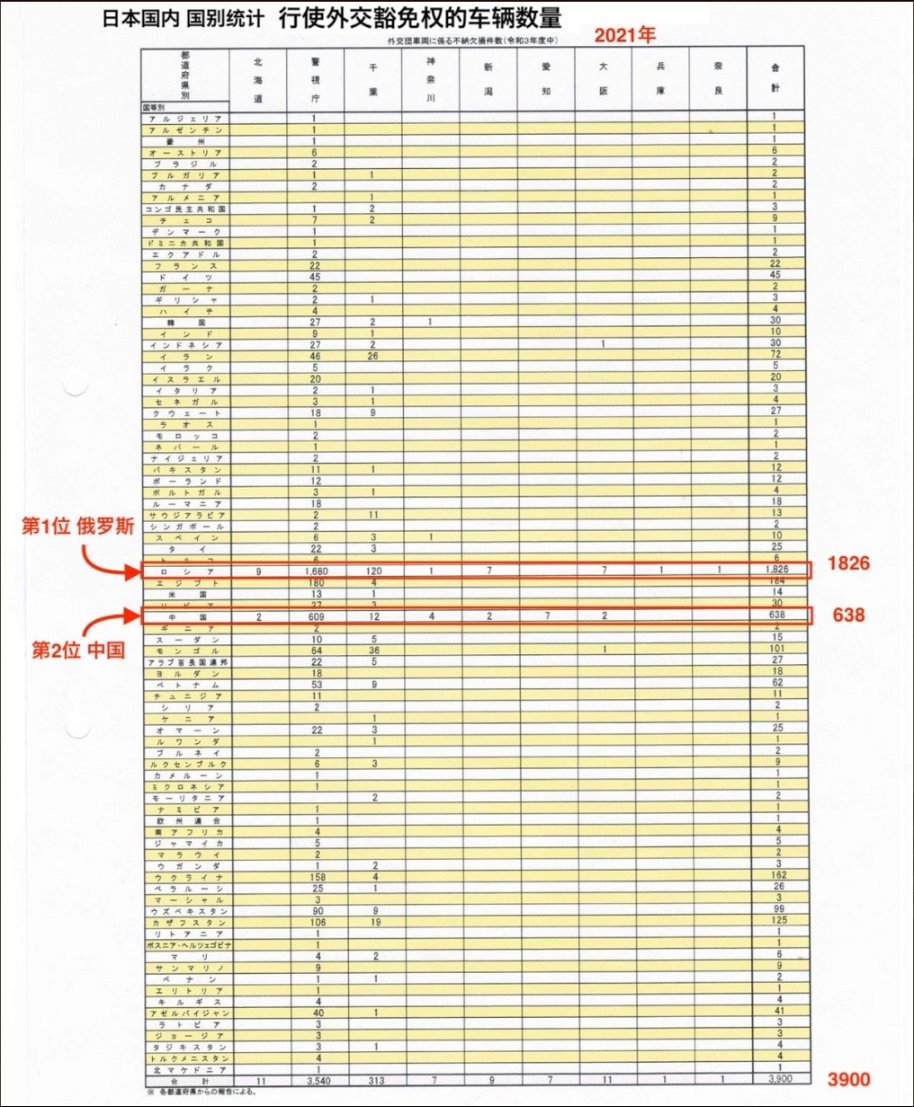 日本国内 国别统计 行使外交豁免权的车辆数量
外交団車両に係る不納欠損件数(令和3年度中)
2021年
都道府県別 北海道 警視庁 千葉 神奈川 新潟 愛知 大阪 兵庫 奈良 合計
国等別
アルジェリア 1 1
アルゼンチン 1 1
豪州 1 1
オーストリア 6 6
ブラジル 2 2
ブルガリア 1 1 2
カナダ 2 2
アルメニア 1 1
コンゴ民主共和国 1 2 3
チェコ 7 2 9
デンマーク 1 1
ドミニカ共和国 1 1
エクアドル 2 2
フランス 22 22
ドイツ 45 45
ガーナ 2 2
ギリシャ 2 1 3
ハイチ 4 4
韓国 27 2 1 30
インド 9 1 10
インドネシア 27 2 1 30
イラン 46 26 72
イラク 5 5
イスラエル 20 20
イタリア 2 1 3
セネガル 3 1 4
クウェート 18 9 27
ラオス 1 1
モロッコ 2 2
ネパール 1 1
ナイジェリア 2 2
パキスタン 11 1 12
ポーランド 12 12
ポルトガル 3 1 4
ルーマニア 18 18
サウジアラビア 2 11 13
シンガポール 2 2
スペイン 6 3 1 10
タイ 22 3 25
トルコ 6 6
第1位 俄罗斯
ロシア 9 1,680 120 1 7 7 1 1 1,826
1826
エジプト 180 4 184
米国 13 1 14
リビア 27 3 30
第2位 中国
中国 2 609 12 4 2 7 2 638
638
ギニア 2 2
スーダン 10 5 15
モンゴル 64 36 1 101
アラブ首長国連邦 22 5 27
ヨルダン 18 18
ベトナム 53 9 62
チュニジア 11 11
シリア 2 2
ケニア 1 1
オマーン 22 3 25
ルワンダ 1 1
ブルネイ 2 2
ルクセンブルク 6 3 9
カメルーン 1 1
ミクロネシア 1 1
モーリタニア 2 2
ナミビア 1 1
欧州連合 1 1
南アフリカ 4 4
ジャマイカ 5 5
マラウイ 2 2
ウガンダ 1 2 3
ウクライナ 158 4 162
ベラルーシ 25 1 26
マーシャル 3 3
ウズベキスタン 90 9 99
カザフスタン 106 19 125
リトアニア 1 1
ボスニア・ヘルツェゴビナ 1 1
マリ 4 2 6
サンマリノ 9 9
ベナン 1 1 2
エリトリア 1 1
キルギス 4 4
アゼルバイジャン 40 1 41
ラトビア 3 3
ジョージア 3 3
タジキスタン 3 1 4
トルクメニスタン 4 4
北マケドニア 1 1
合計 11 3,540 313 7 9 7 11 1 1 3,900
3900
※ 各都道府県からの報告による。